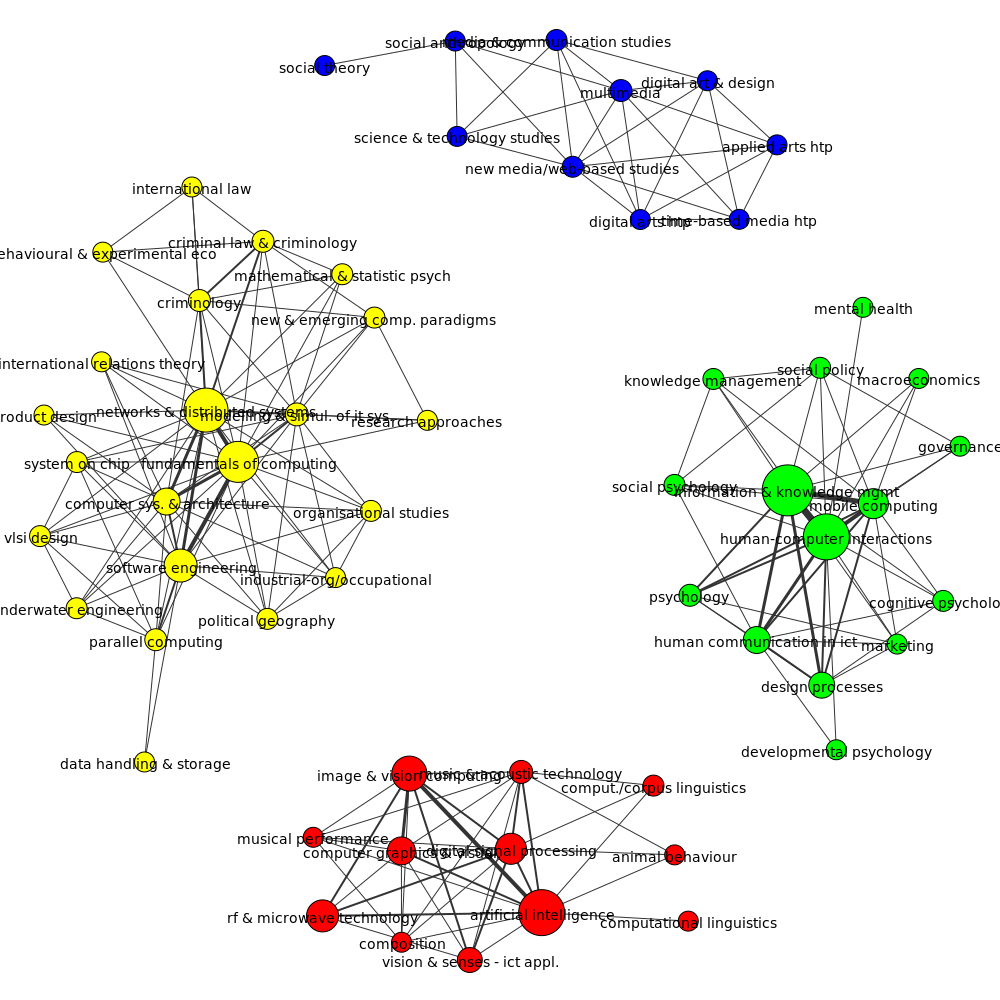 social anthropology
media & communication studies
social theory
digital art & design
multimedia
science & technology studies
applied arts htp
new media/web based studies
digital arts htp
time-based media htp
international law
criminal law & criminology
ehavioural & experimental eco
mathematical & statistic psych
criminology
new & emerging comp. paradigms
international relations theory
roduct design
networks & distributed systems
modelling & simul. of it sys.
research approaches
system on chip
fundamentals of computing
computer sys. & architecture
organisational studies
vlsi design
software engineering
industrial-org/occupational
nderwater engineering
political geography
parallel computing
data handling & storage
mental health
social policy
knowledge management
macroeconomics
governance
social psychology
information & knowledge mgmt
mobile computing
human-computer interactions
psychology
cognitive psycholo
human communication in ict
marketing
design processes
developmental psychology
image & vision computing
music & acoustic technology
comput./corpus linguistics
musical performance
computer graphics & visual
digital signal processing
animal behaviour
rf & microwave technology
artificial intelligence
computational linguistics
composition
vision & senses - ict appl.